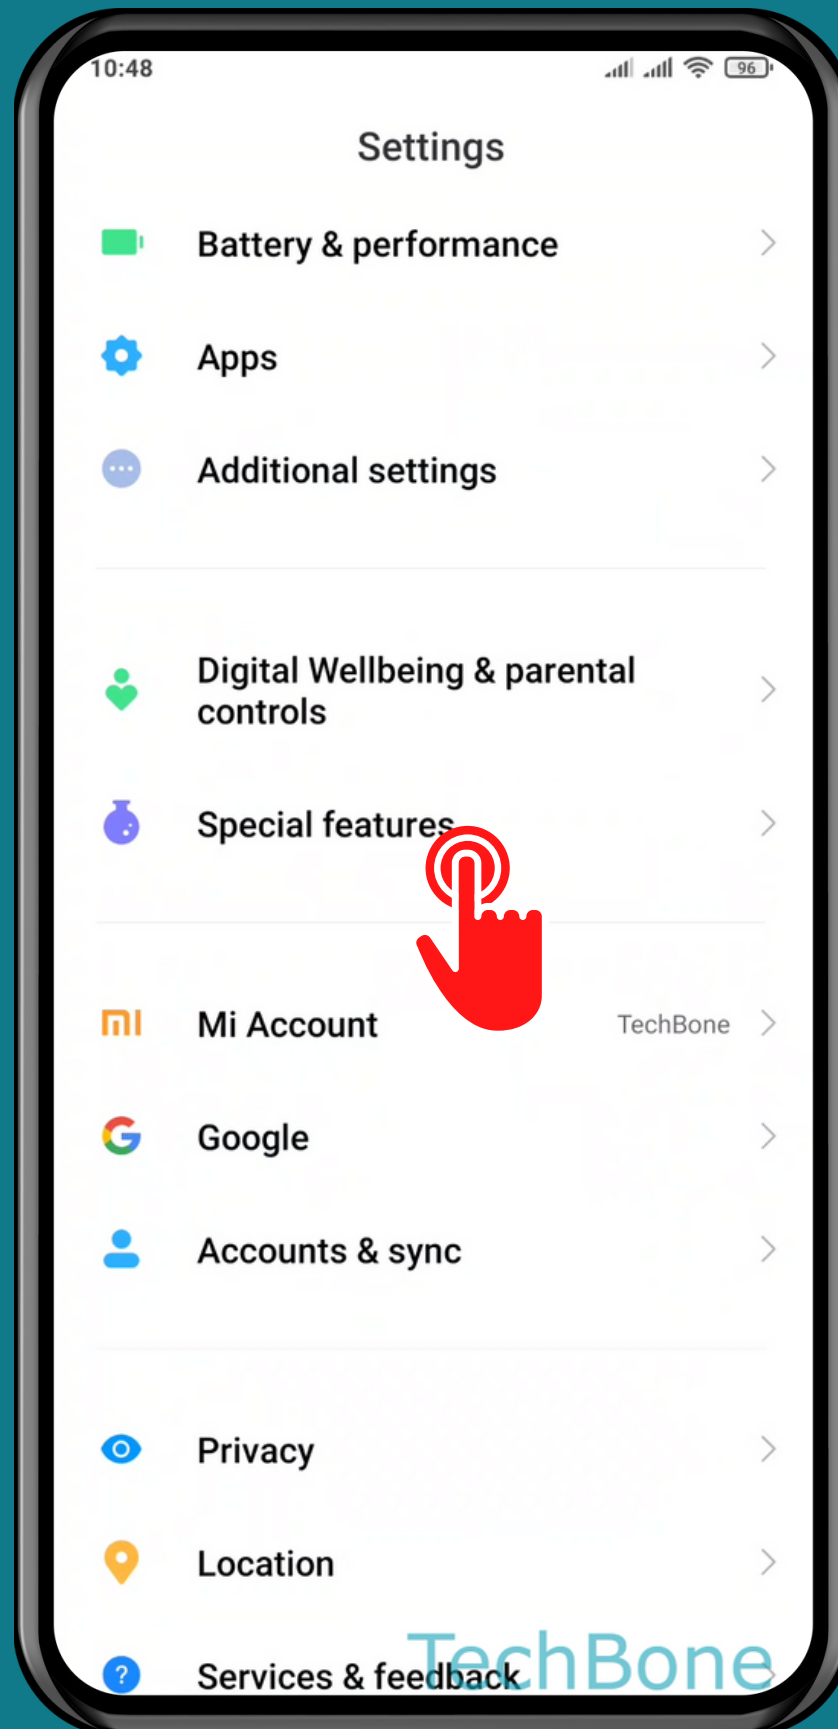 10:48
96
Settings
Battery & performance
Apps
Additional settings
Digital Wellbeing & parental
controls
Special features
Mi Account
TechBone
Google
Accounts & sync
Privacy
Location
Services & feedback
TechBone